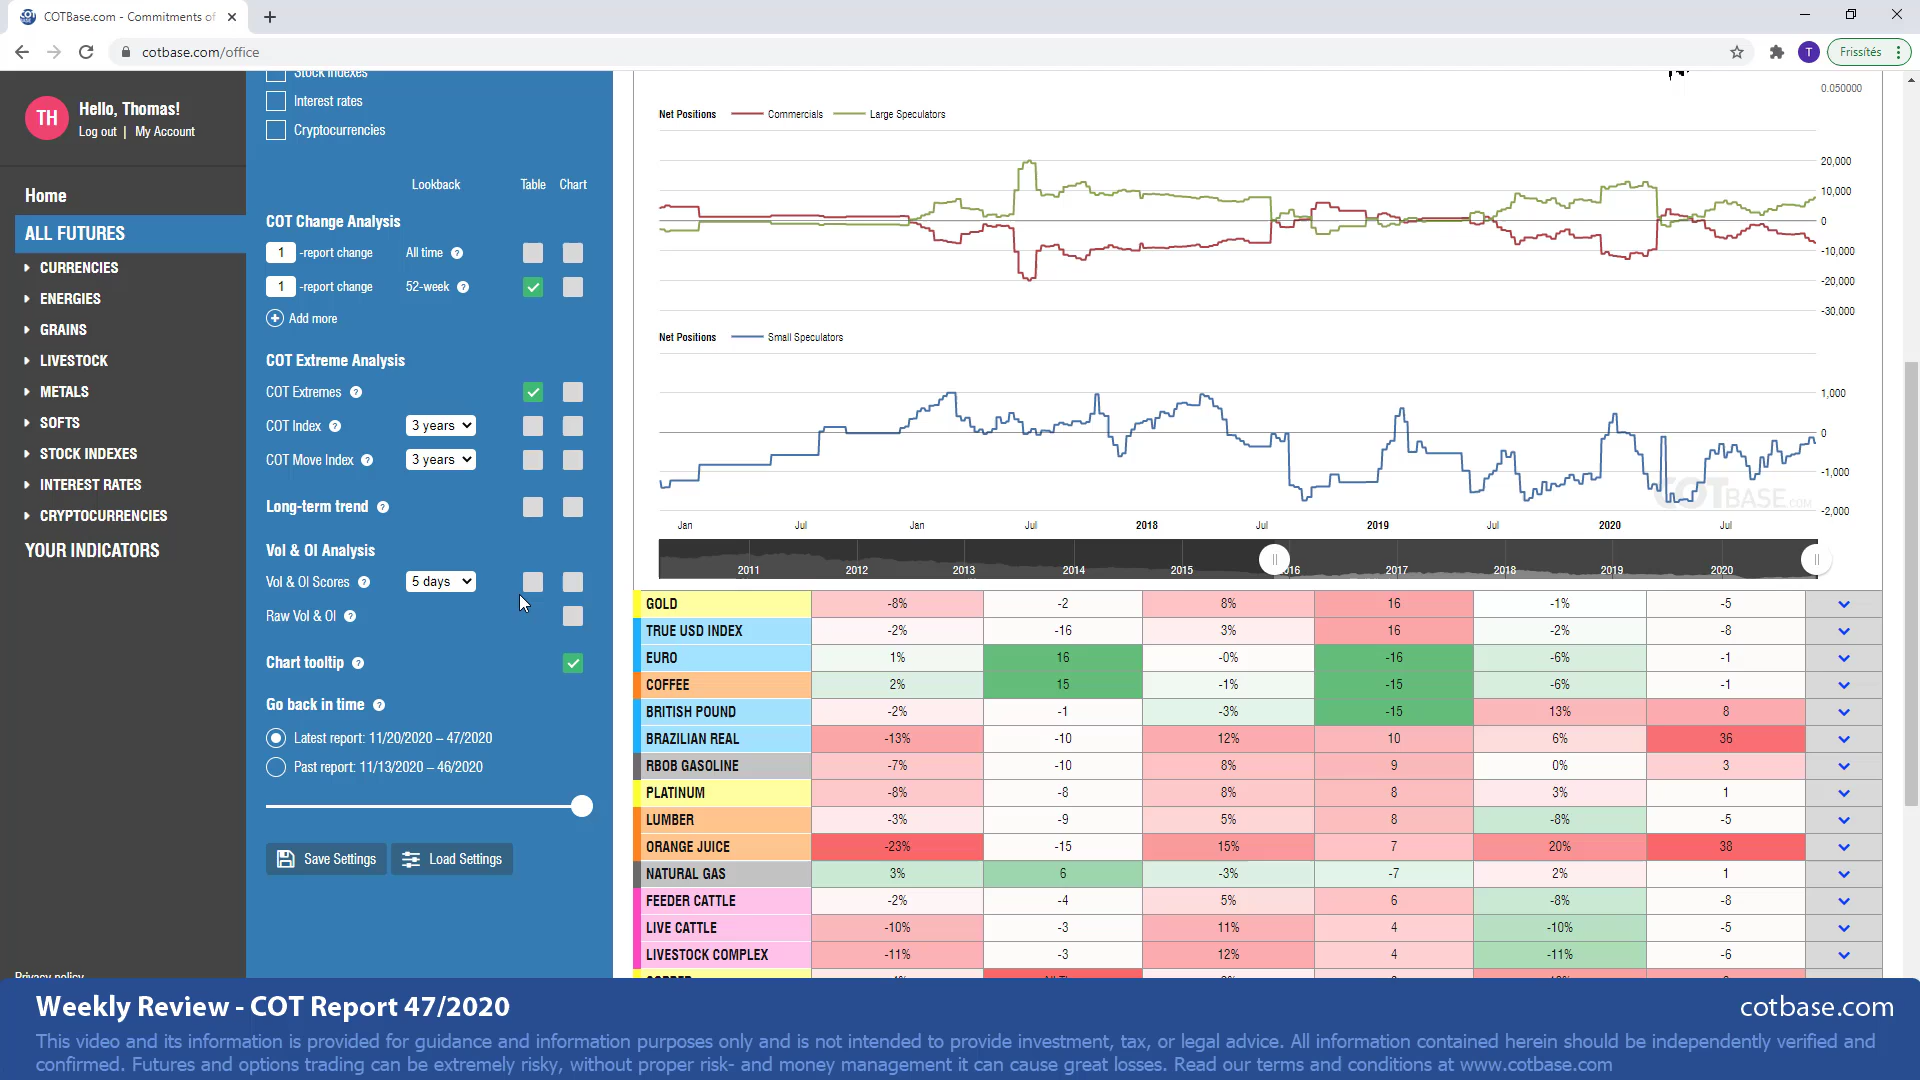 COTBase.com - Commitments of
cotbase.com/office
T
Frissítés
TH
Hello, Thomas!
Log out | My Account
Home
ALL FUTURES
CURRENCIES
ENERGIES
GRAINS
LIVESTOCK
METALS
SOFTS
STOCK INDEXES
INTEREST RATES
CRYPTOCURRENCIES
YOUR INDICATORS
Privacy policy
Stock indexes
Interest rates
Cryptocurrencies
Lookback Table Chart
COT Change Analysis
1 -report change All time ?
1 -report change 52-week ?
Add more
COT Extreme Analysis
COT Extremes ?
COT Index ? 3 years
COT Move Index ? 3 years
Long-term trend ?
Vol & OI Analysis
Vol & OI Scores ? 5 days
Raw Vol & OI ?
Chart tooltip ?
Go back in time ?
Latest report: 11/20/2020 – 47/2020
Past report: 11/13/2020 – 46/2020
Save Settings Load Settings
0.050000
Net Positions Commercials Large Speculators
20,000
10,000
0
-10,000
-20,000
-30,000
Net Positions Small Speculators
1,000
0
-1,000
-2,000
COTBASE.COM
Jan Jul Jan Jul 2018 Jul 2019 Jul 2020 Jul
2011 2012 2013 2014 2015 16 2017 2018 2019 2020
GOLD -8% -2 8% 16 -1% -5
TRUE USD INDEX -2% -16 3% 16 -2% -8
EURO 1% 16 -0% -16 -6% -1
COFFEE 2% 15 -1% -15 -6% -1
BRITISH POUND -2% -1 -3% -15 13% 8
BRAZILIAN REAL -13% -10 12% 10 6% 36
RBOB GASOLINE -7% -10 8% 9 0% 3
PLATINUM -8% -8 8% 8 3% 1
LUMBER -3% -9 5% 8 -8% -5
ORANGE JUICE -23% -15 15% 7 20% 38
NATURAL GAS 3% 6 -3% -7 2% 1
FEEDER CATTLE -2% -4 5% 6 -8% -8
LIVE CATTLE -10% -3 11% 4 -10% -5
LIVESTOCK COMPLEX -11% -3 12% 4 -11% -6
Weekly Review - COT Report 47/2020
cotbase.com
This video and its information is provided for guidance and information purposes only and is not intended to provide investment, tax, or legal advice. All information contained herein should be independently verified and
confirmed. Futures and options trading can be extremely risky, without proper risk- and money management it can cause great losses. Read our terms and conditions at www.cotbase.com